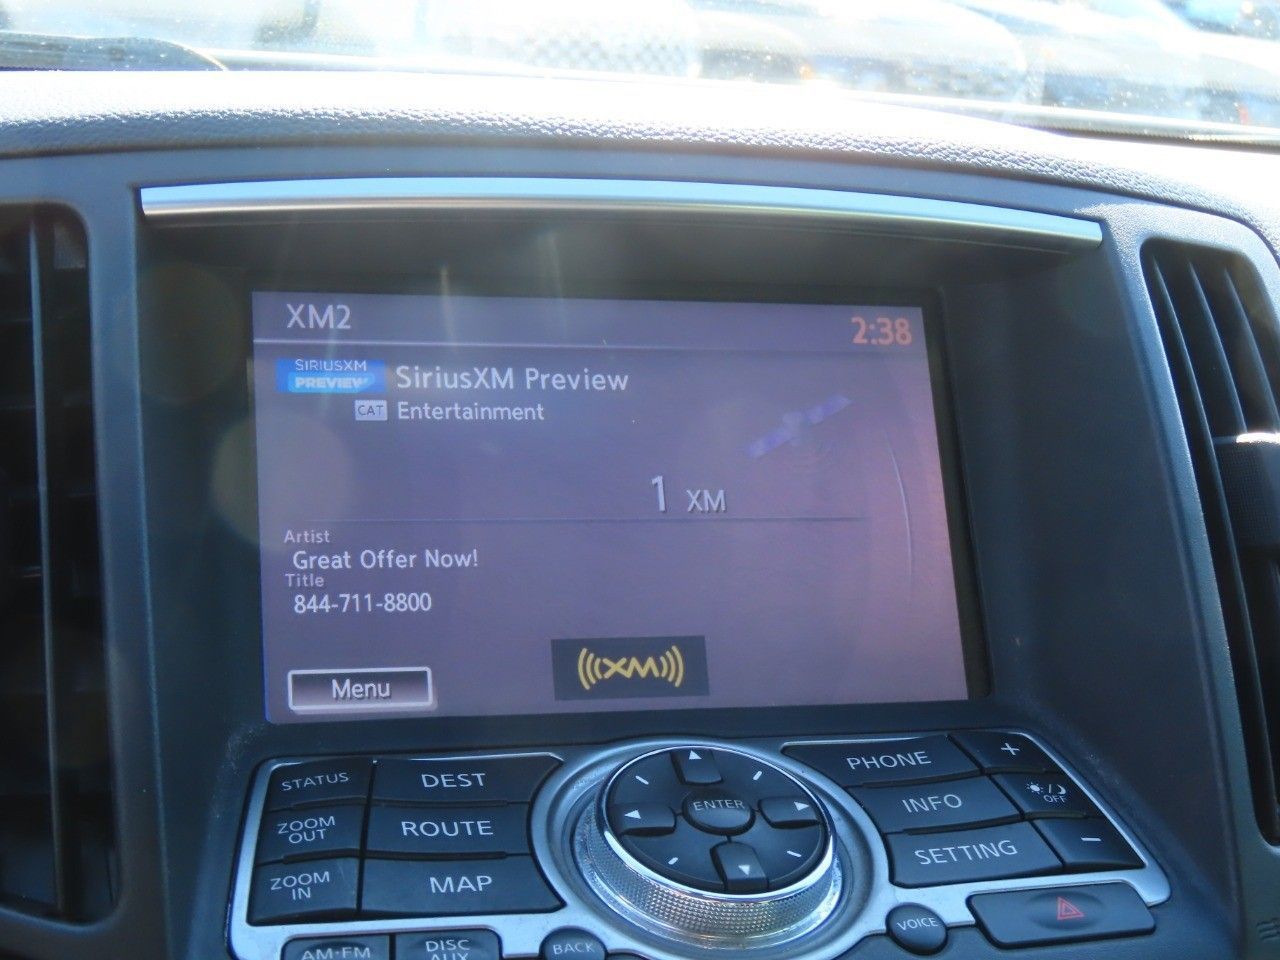 XM2
2:38
SIRIUSXM
PREVIEW
SiriusXM Preview
CAT Entertainment
1 XM
Artist
Great Offer Now!
Title
844-711-8800
Menu
((XM))
STATUS
DEST
ZOOM
OUT
ROUTE
ZOOM
IN
MAP
ENTER
PHONE
+
INFO
OFF
SETTING
−
AM·FM
DISC
AUX
BACK
VOICE